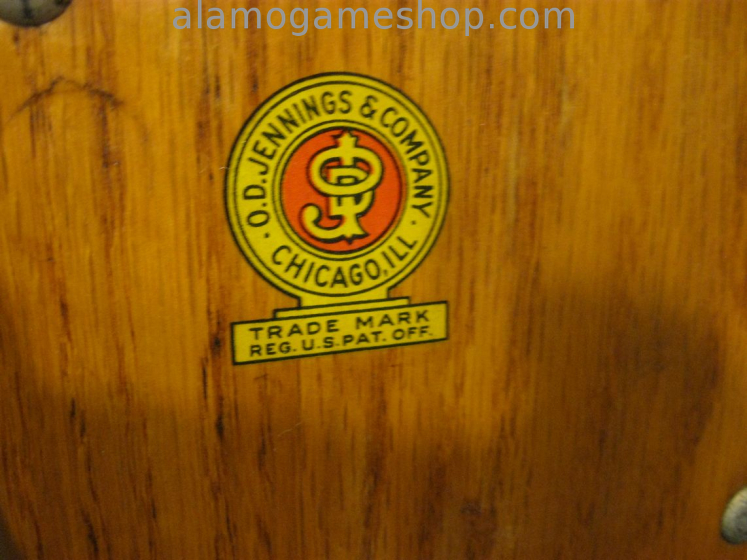 alamogameshop.com
O.D. JENNINGS & COMPANY
CHICAGO, ILL
TRADE MARK
REG. U.S. PAT. OFF.